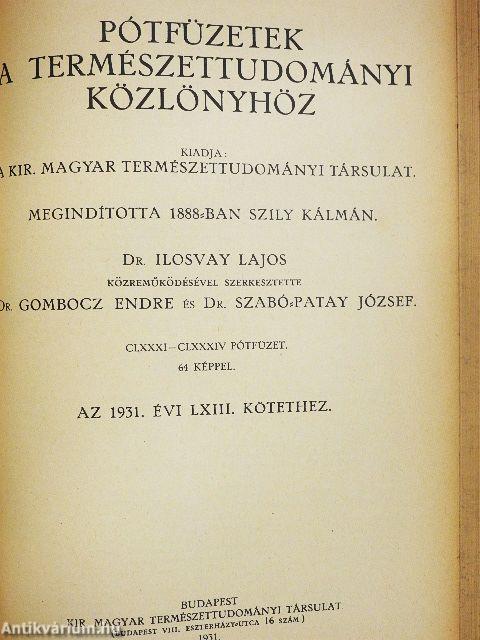 PÓTFÜZETEK
A TERMÉSZETTUDOMÁNYI
KÖZLÖNYHÖZ
KIADJA:
A KIR. MAGYAR TERMÉSZETTUDOMÁNYI TÁRSULAT.
MEGINDÍTOTTA 1888-BAN SZILY KÁLMÁN.
DR. ILOSVAY LAJOS
KÖZREMŰKÖDÉSÉVEL SZERKESZTETTE
DR. GOMBOCZ ENDRE ÉS DR. SZABÓ-PATAY JÓZSEF.
CLXXXI—CLXXXIV PÓTFÜZET.
64 KÉPPEL.
AZ 1931. ÉVI LXIII. KÖTETHEZ.
BUDAPEST
KIR. MAGYAR TERMÉSZETTUDOMÁNYI TÁRSULAT
(BUDAPEST VIII. ESZTERHÁZY-UTCA 16 SZÁM)
1931.
Antikvárium.hu